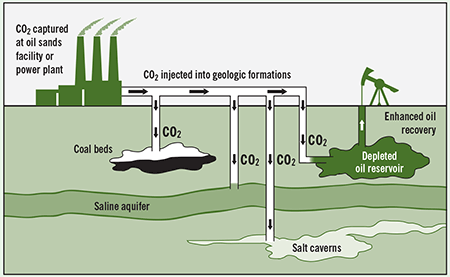 CO₂ captured
at oil sands
facility or
power plant
CO₂ injected into geologic formations
Enhanced oil
recovery
CO₂
CO₂
CO₂
CO₂
Coal beds
Depleted
oil reservoir
Saline aquifer
Salt caverns